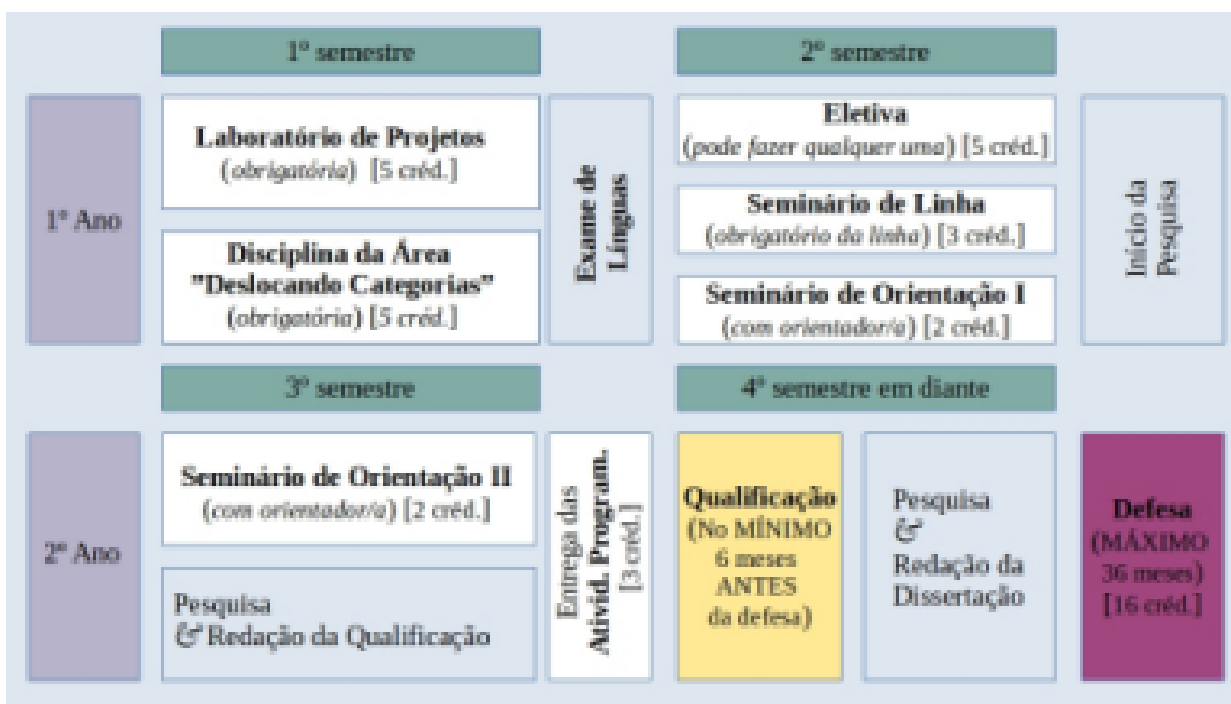 1º semestre
2º semestre
1º Ano
Laboratório de Projetos
(obrigatória) [5 créd.]
Disciplina da Área
"Deslocando Categorias"
(obrigatória) [5 créd.]
Exame de
Línguas
Eletiva
(pode fazer qualquer uma) [5 créd.]
Seminário de Linha
(obrigatório da linha) [3 créd.]
Seminário de Orientação I
(com orientador/a) [2 créd.]
Início da
Pesquisa
3º semestre
4º semestre em diante
2º Ano
Seminário de Orientação II
(com orientador/a) [2 créd.]
Pesquisa
& Redação da Qualificação
Entrega das
Ativid. Program.
[3 créd.]
Qualificação
(No MÍNIMO
6 meses
ANTES
da defesa)
Pesquisa
&
Redação da
Dissertação
Defesa
(MÁXIMO
36 meses)
[16 créd.]